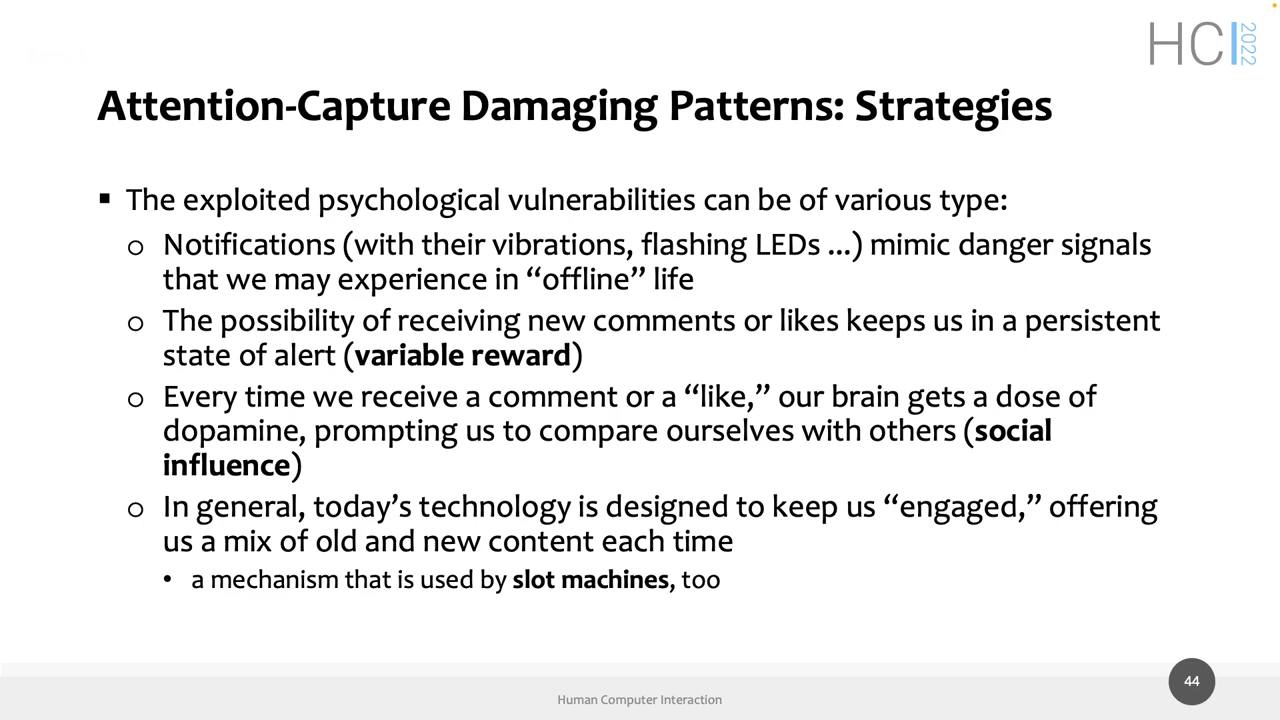 HCI 2022
Attention-Capture Damaging Patterns: Strategies
▪ The exploited psychological vulnerabilities can be of various type:
o Notifications (with their vibrations, flashing LEDs ...) mimic danger signals
that we may experience in “offline” life
o The possibility of receiving new comments or likes keeps us in a persistent
state of alert (variable reward)
o Every time we receive a comment or a “like,” our brain gets a dose of
dopamine, prompting us to compare ourselves with others (social
influence)
o In general, today’s technology is designed to keep us “engaged,” offering
us a mix of old and new content each time
• a mechanism that is used by slot machines, too
44
Human Computer Interaction